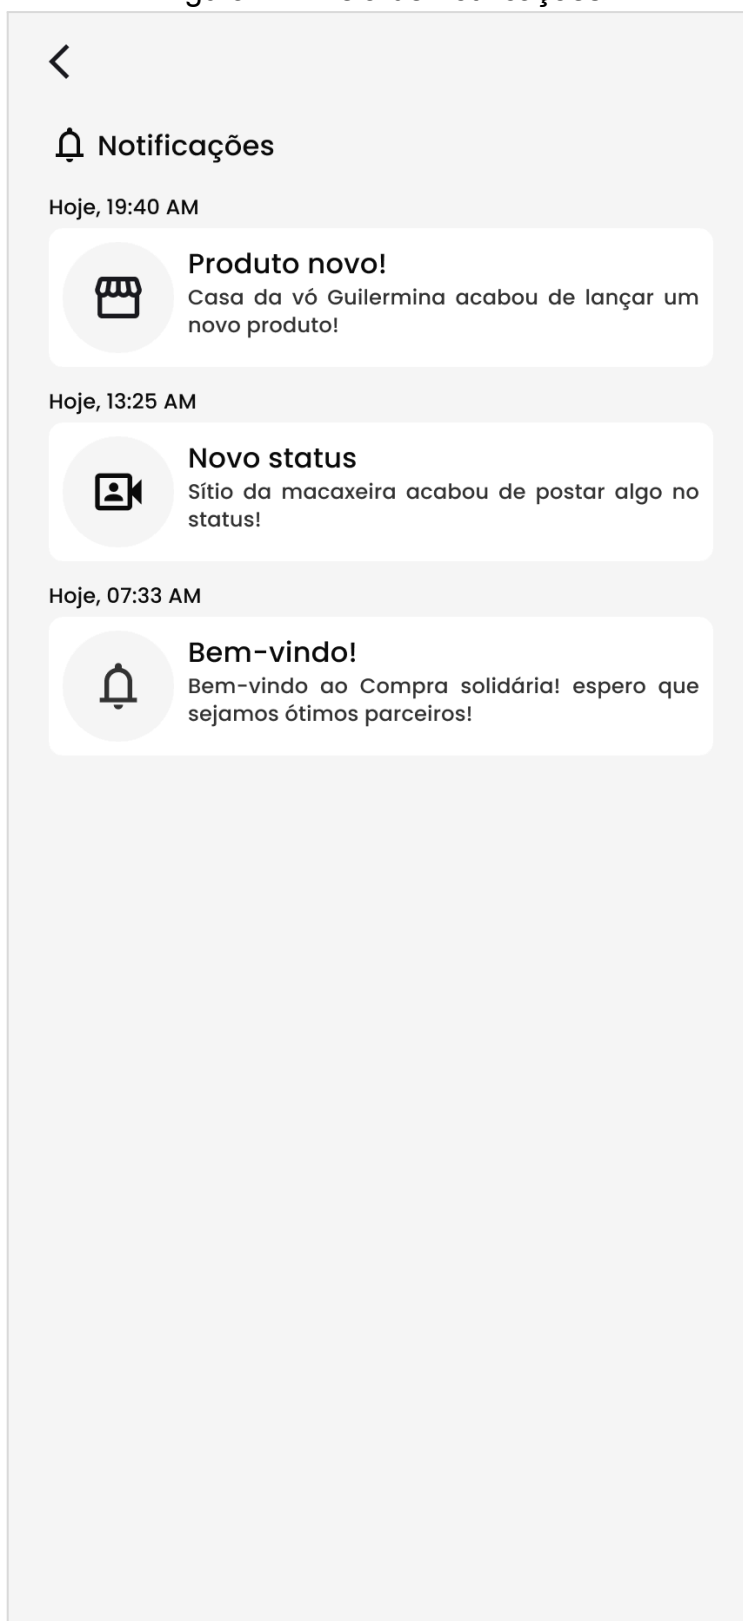 Notificações
Hoje, 19:40 AM
Produto novo!
Casa da vó Guilermina acabou de lançar um
novo produto!
Hoje, 13:25 AM
Novo status
Sítio da macaxeira acabou de postar algo no
status!
Hoje, 07:33 AM
Bem-vindo!
Bem-vindo ao Compra solidária! espero que
sejamos ótimos parceiros!